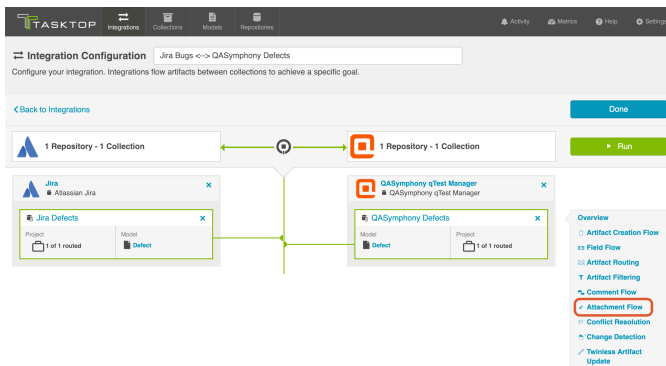 TASKTOP
Integrations
Collections
Models
Repositories
Activity
Metrics
Help
Settings
Integration Configuration
Jira Bugs <--> QASymphony Defects
Configure your integration. Integrations flow artifacts between collections to achieve a specific goal.
Back to Integrations
Done
1 Repository - 1 Collection
1 Repository - 1 Collection
Run
Jira
Atlassian Jira
QASymphony qTest Manager
QASymphony qTest Manager
Jira Defects
Project
1 of 1 routed
Model
Defect
QASymphony Defects
Model
Defect
Project
1 of 1 routed
Overview
Artifact Creation Flow
Field Flow
Artifact Routing
Artifact Filtering
Comment Flow
Attachment Flow
Conflict Resolution
Change Detection
Twinless Artifact
Update